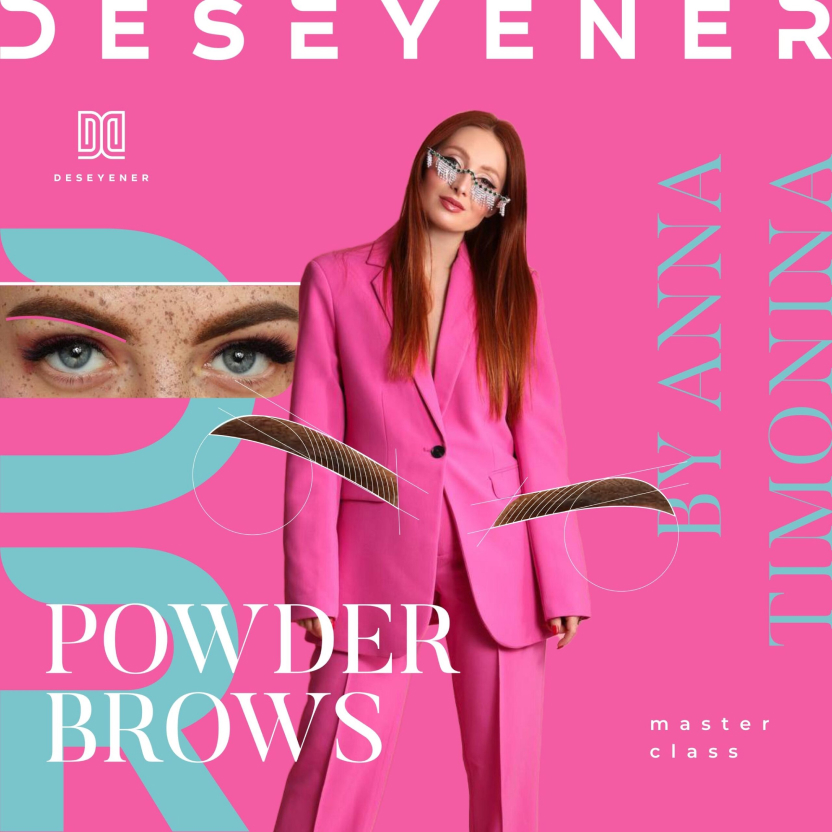 DESEYENER
DESEYENER
BY ANNA
TIMONINA
POWDER
BROWS
master
class